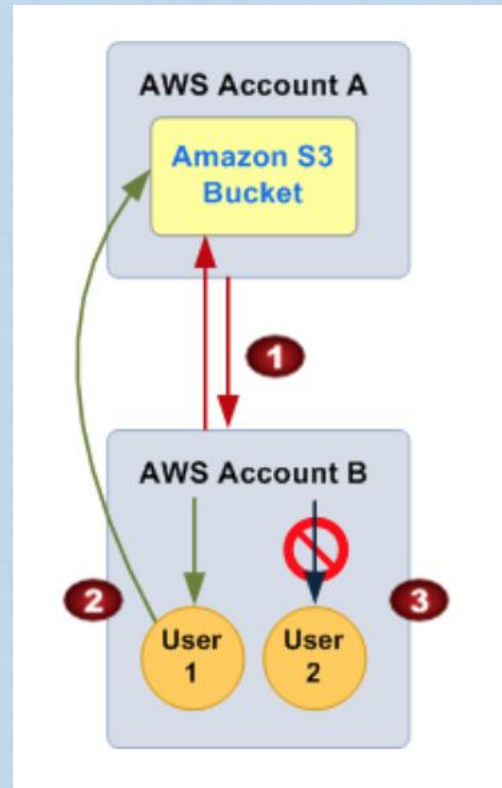 AWS Account A
Amazon S3
Bucket
1
AWS Account B
2
3
User
1
User
2